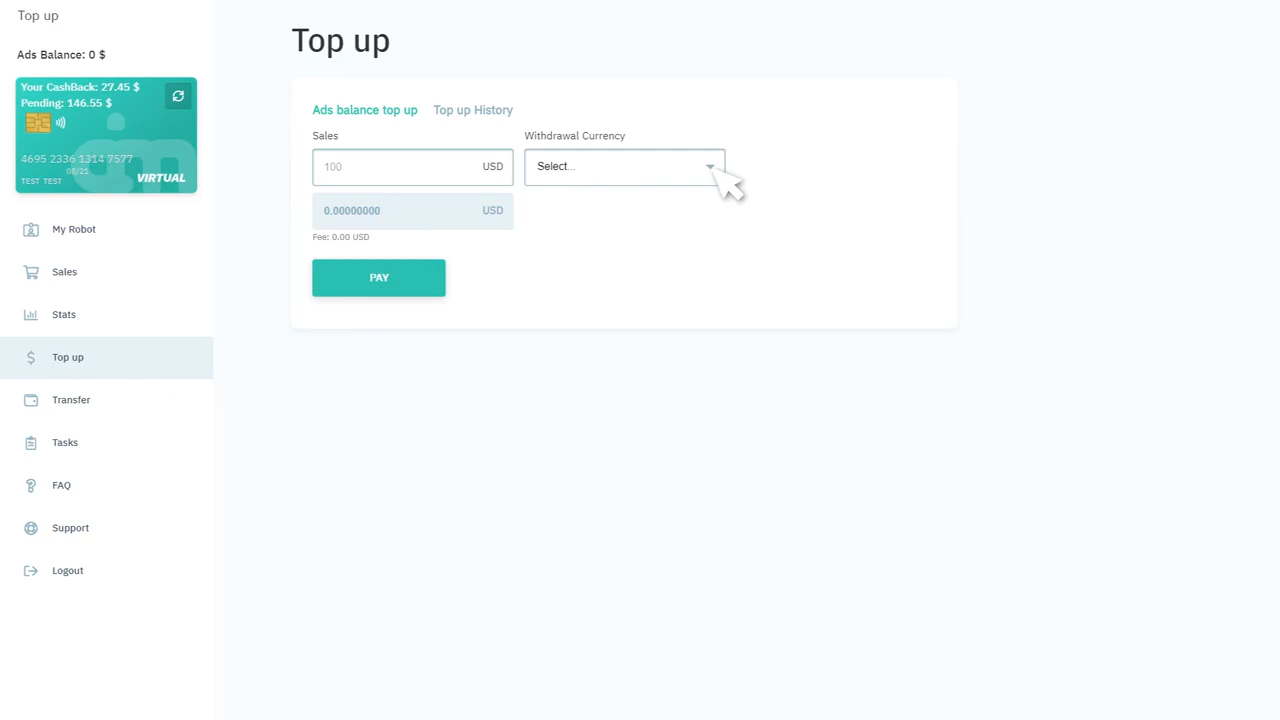 Top up
Ads Balance: 0 $
Your CashBack: 27.45 $
Pending: 146.55 $
4695 2336 1314 7577
08/21
TEST TEST
VIRTUAL
My Robot
Sales
Stats
Top up
Transfer
Tasks
FAQ
Support
Logout
Top up
Ads balance top up Top up History
Sales Withdrawal Currency
100 USD Select...
0.00000000 USD
Fee: 0.00 USD
PAY